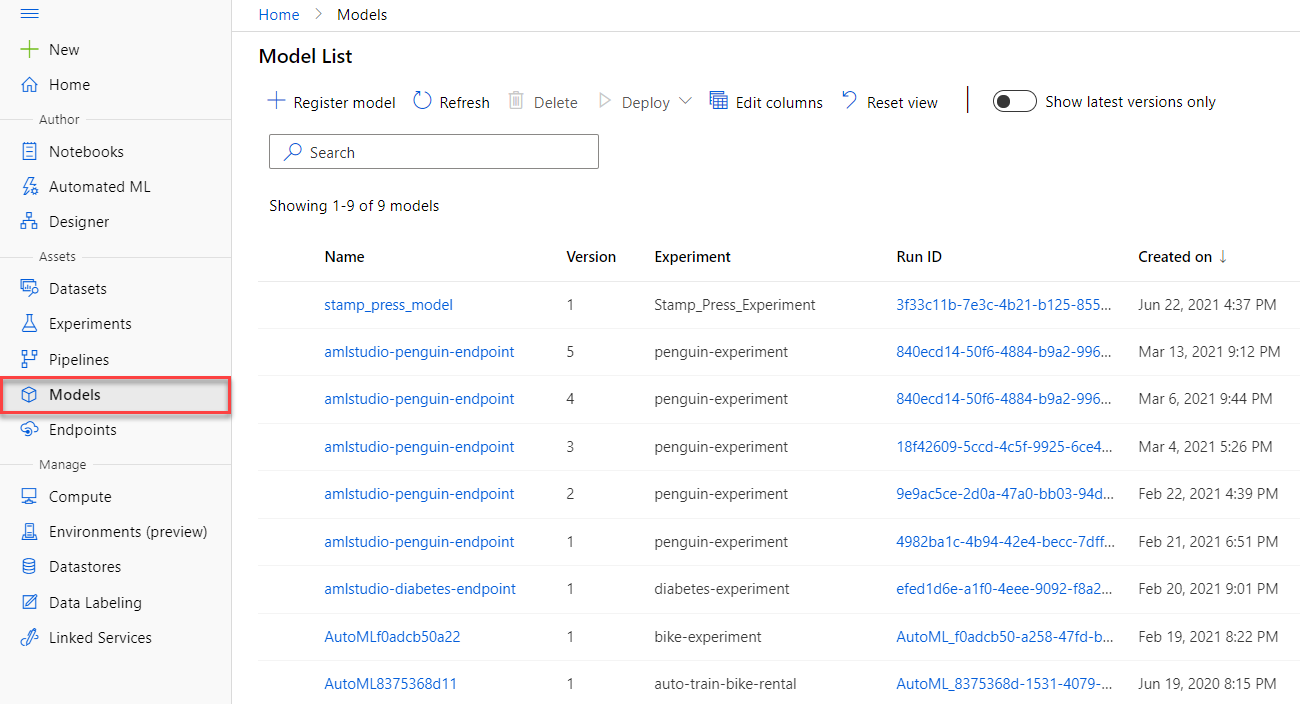 Home > Models
New
Home
Author
Notebooks
Automated ML
Designer
Assets
Datasets
Experiments
Pipelines
Models
Endpoints
Manage
Compute
Environments (preview)
Datastores
Data Labeling
Linked Services
Model List
Register model Refresh Delete Deploy Edit columns Reset view Show latest versions only
Search
Showing 1-9 of 9 models
Name Version Experiment Run ID Created on ↓
stamp_press_model 1 Stamp_Press_Experiment 3f33c11b-7e3c-4b21-b125-855... Jun 22, 2021 4:37 PM
amlstudio-penguin-endpoint 5 penguin-experiment 840ecd14-50f6-4884-b9a2-996... Mar 13, 2021 9:12 PM
amlstudio-penguin-endpoint 4 penguin-experiment 840ecd14-50f6-4884-b9a2-996... Mar 6, 2021 9:44 PM
amlstudio-penguin-endpoint 3 penguin-experiment 18f42609-5ccd-4c5f-9925-6ce4... Mar 4, 2021 5:26 PM
amlstudio-penguin-endpoint 2 penguin-experiment 9e9ac5ce-2d0a-47a0-bb03-94d... Feb 22, 2021 4:39 PM
amlstudio-penguin-endpoint 1 penguin-experiment 4982ba1c-4b94-42e4-becc-7dff... Feb 21, 2021 6:51 PM
amlstudio-diabetes-endpoint 1 diabetes-experiment efed1d6e-a1f0-4eee-9092-f8a2... Feb 20, 2021 9:01 PM
AutoMLf0adcb50a22 1 bike-experiment AutoML_f0adcb50-a258-47fd-b... Feb 19, 2021 8:22 PM
AutoML8375368d11 1 auto-train-bike-rental AutoML_8375368d-1531-4079-... Jun 19, 2020 8:15 PM